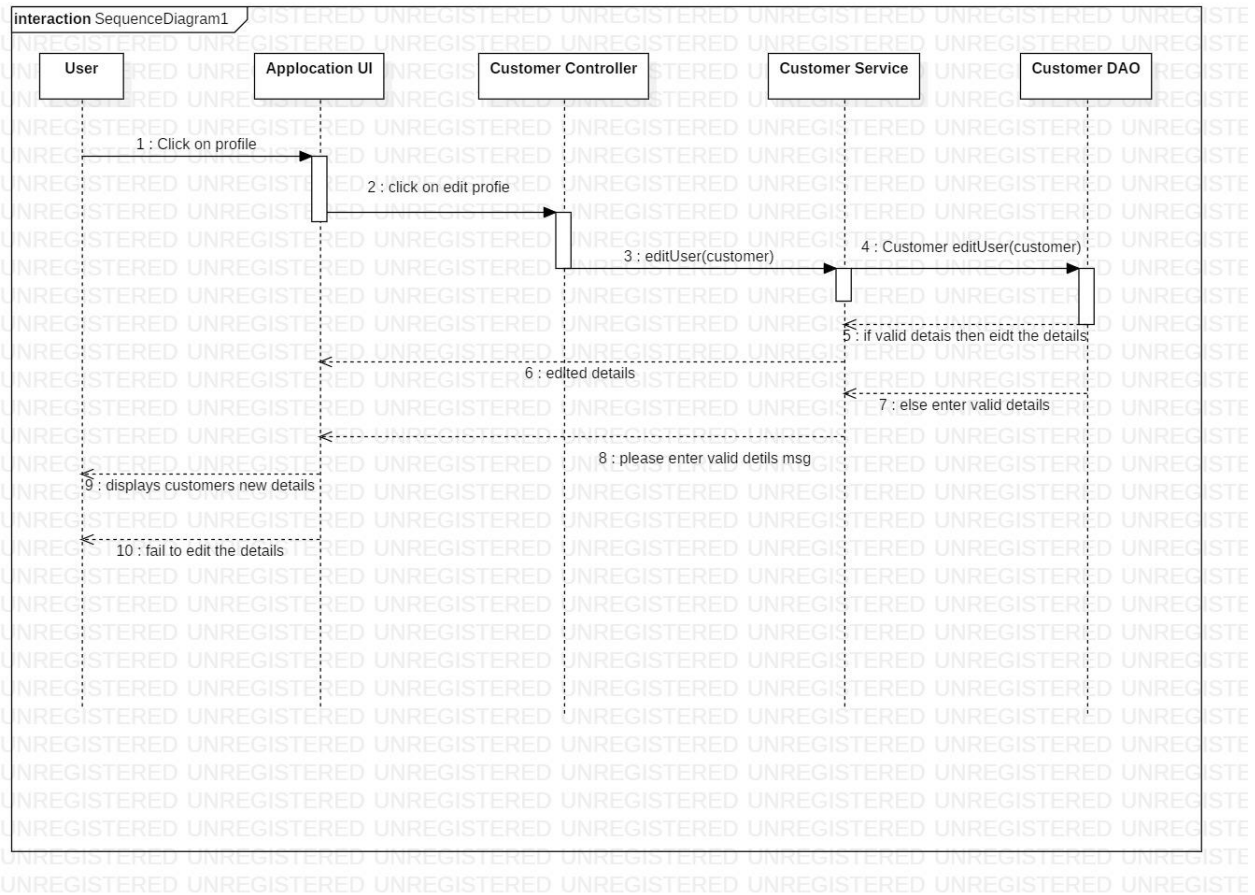 interaction SequenceDiagram1
User
Applocation UI
Customer Controller
Customer Service
Customer DAO
1 : Click on profile
2 : click on edit profie
3 : editUser(customer)
4 : Customer editUser(customer)
5 : if valid detais then eidt the details
6 : edited details
7 : else enter valid details
8 : please enter valid detils msg
9 : displays customers new details
10 : fail to edit the details
UNREGISTERED